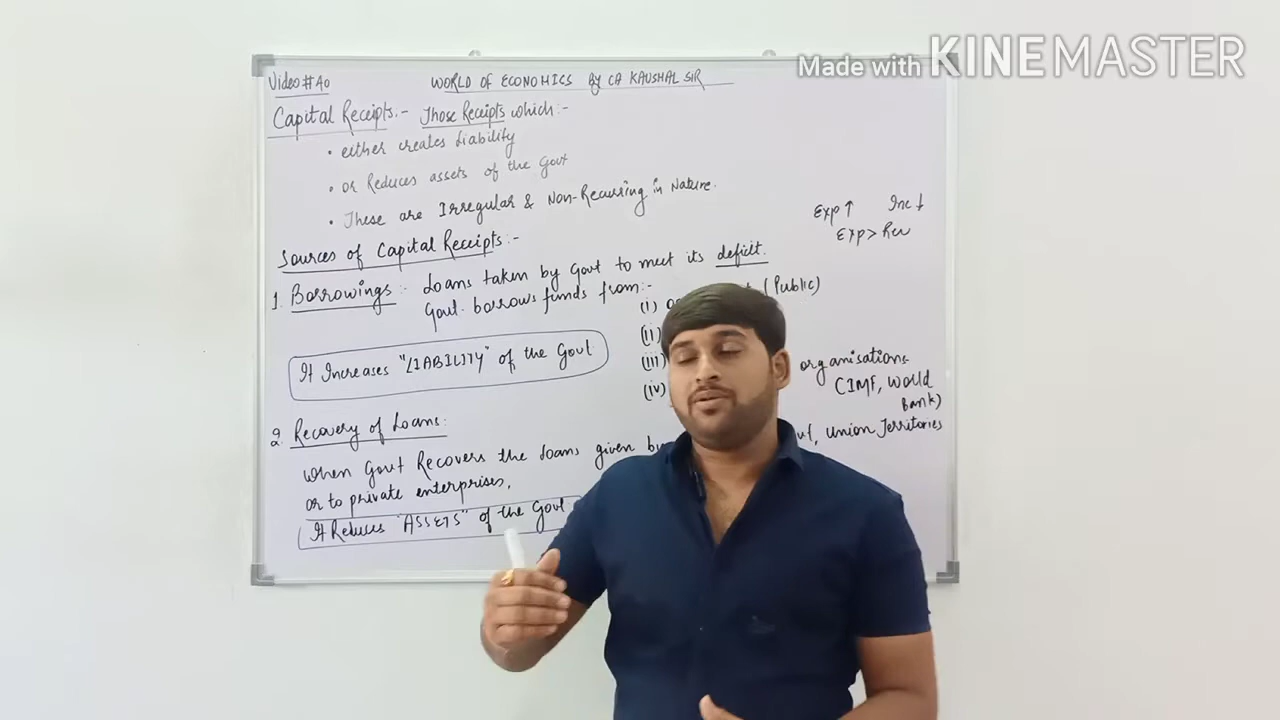 Made with KINEMASTER
Video#40
WORLD OF ECONOMICS By CA KAUSHAL SIR
Capital Receipts:- Those Receipts which:-
• either creates liability
• or Reduces assets of the Govt
• These are Irregular & Non-Recurring in Nature.
Exp↑ Inc↓
Exp > Rev
Sources of Capital Receipts:-
1. Borrowings:- Loans taken by Govt to meet its deficit.
Govt. borrows funds from:-
(i) (Public)
(ii)
(iii) organisations
(iv) (IMF, World
Bank)
It Increases "LIABILITY" of the Govt
2. Recovery of Loans:
When Govt Recovers the loans given by Union Territories
or to private enterprises.
It Reduces "ASSETS" of the Govt